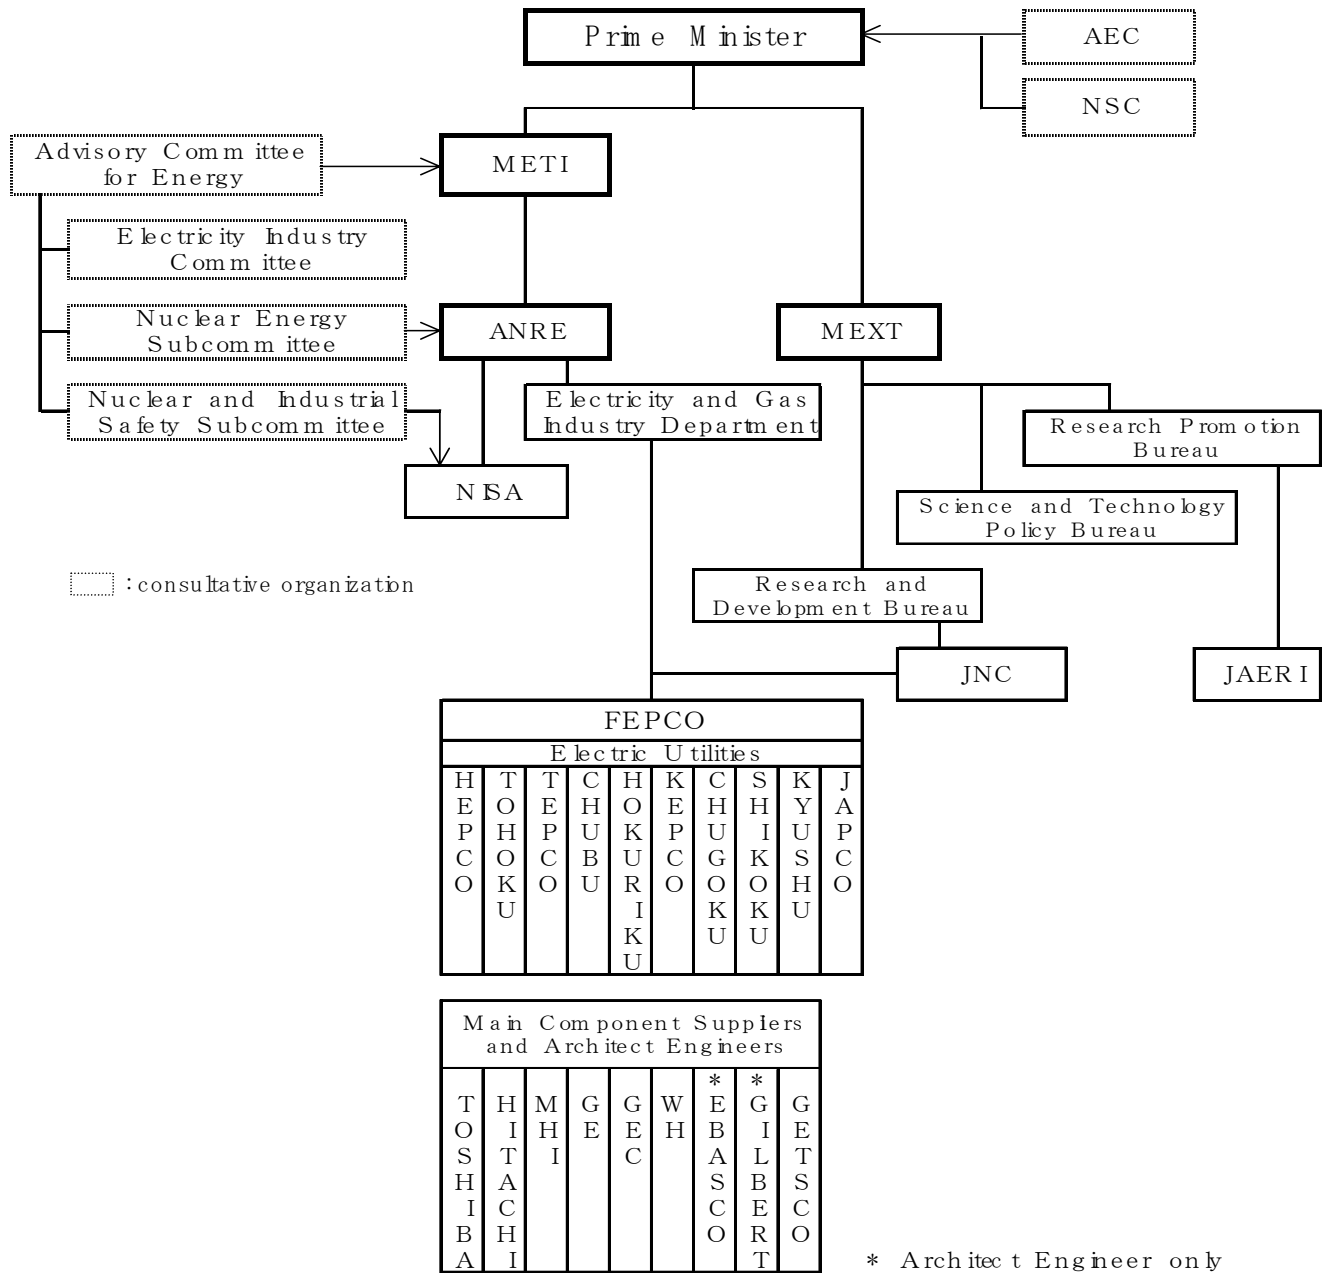 Prime Minister
AEC
NSC
Advisory Committee
for Energy
METI
Electricity Industry
Committee
Nuclear Energy
Subcommittee
ANRE
MEXT
Nuclear and Industrial
Safety Subcommittee
Electricity and Gas
Industry Department
Research Promotion
Bureau
NISA
Science and Technology
Policy Bureau
:consultative organization
Research and
Development Bureau
JNC
JAERI
FEPCO
Electric Utilities
HEPCO
TOHOKU
TEPCO
CHUBU
HOKURIKU
KEPCO
CHUGOKU
SHIKOKU
KYUSHU
JAPCO
Main Component Suppliers
and Architect Engineers
TOSHIBA
HITACHI
MHI
GE
GEC
WH
*EBASCO
*GILBERT
GETSCO
* Architect Engineer only